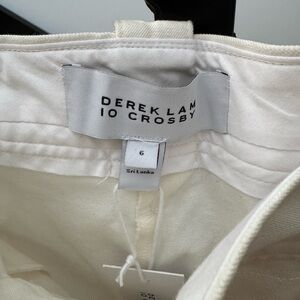 DEREK LAM
10 CROSBY
6
Sri Lanka